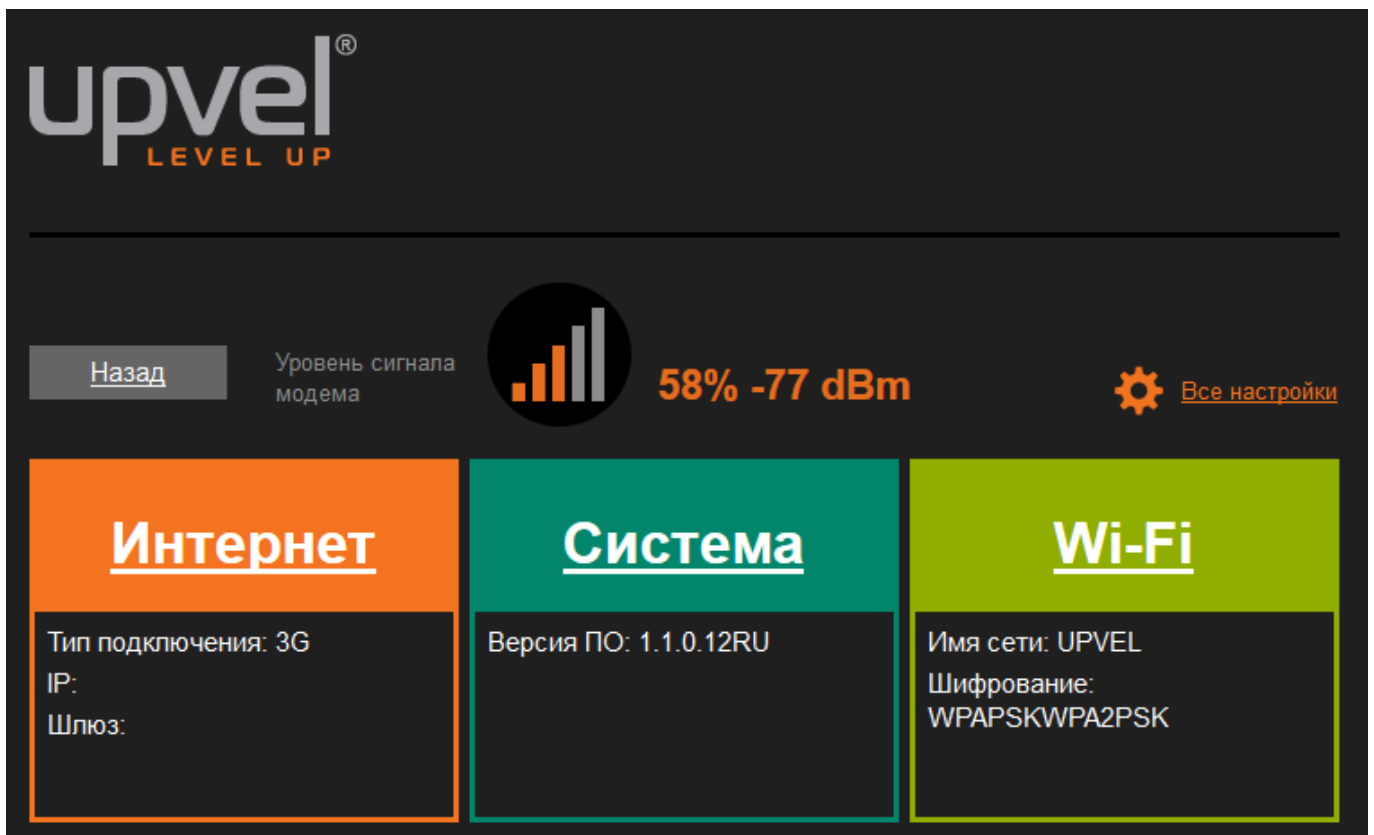 upvel®
LEVEL UP
Назад
Уровень сигнала
модема
58% -77 dBm
Все настройки
Интернет
Система
Wi-Fi
Тип подключения: 3G
IP:
Шлюз:
Версия ПО: 1.1.0.12RU
Имя сети: UPVEL
Шифрование:
WPAPSKWPA2PSK